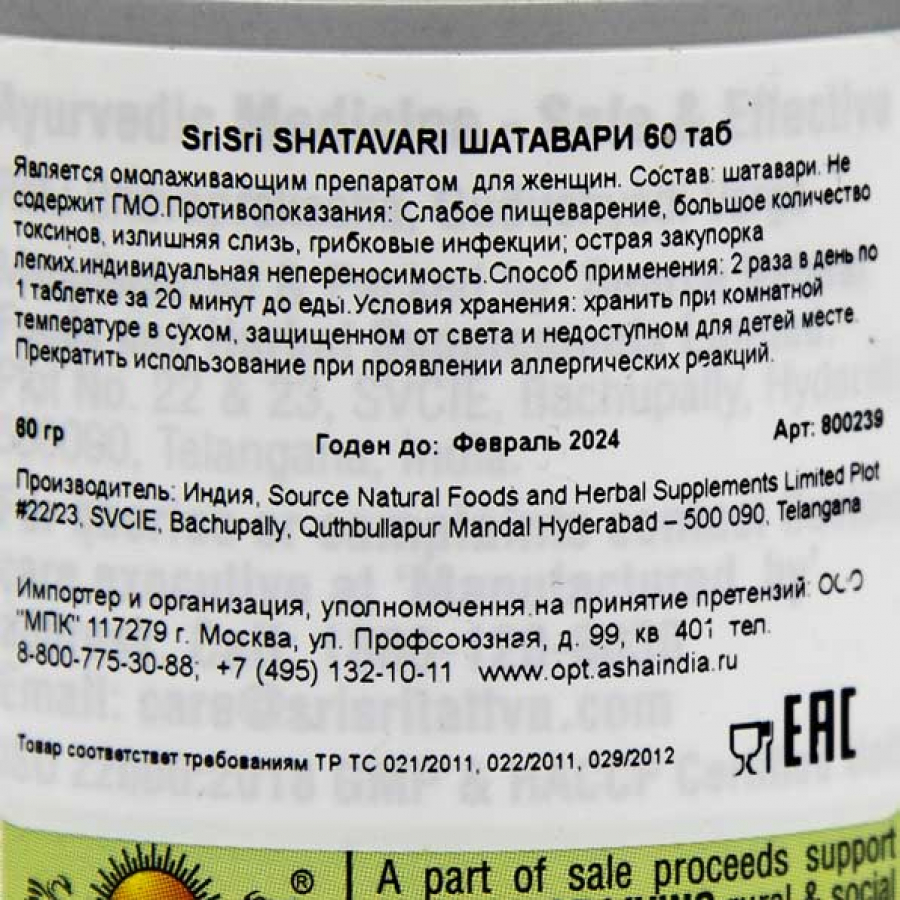 SriSri SHATAVARI ШАТАВАРИ 60 таб
Является омолаживающим препаратом для женщин. Состав: шатавари. Не
содержит ГМО.Противопоказания: Слабое пищеварение, большое количество
токсинов, излишняя слизь, грибковые инфекции; острая закупорка
легких.индивидуальная непереносимость.Способ применения: 2 раза в день по
1 таблетке за 20 минут до еды.Условия хранения: хранить при комнатной
температуре в сухом, защищенном от света и недоступном для детей месте.
Прекратить использование при проявлении аллергических реакций.
60 гр Годен до: Февраль 2024 Арт: 800239
Производитель: Индия, Source Natural Foods and Herbal Supplements Limited Plot
#22/23, SVCIE, Bachupally, Quthbullapur Mandal Hyderabad – 500 090, Telangana
Импортер и организация, уполномочення на принятие претензий: ООО
"МПК" 117279 г. Москва, ул. Профсоюзная, д. 99, кв 401 тел.
8-800-775-30-88; +7 (495) 132-10-11 www.opt.ashaindia.ru
EAC
Товар соответствует требованиям ТР ТС 021/2011, 022/2011, 029/2012
® A part of sale proceeds support
rural & social